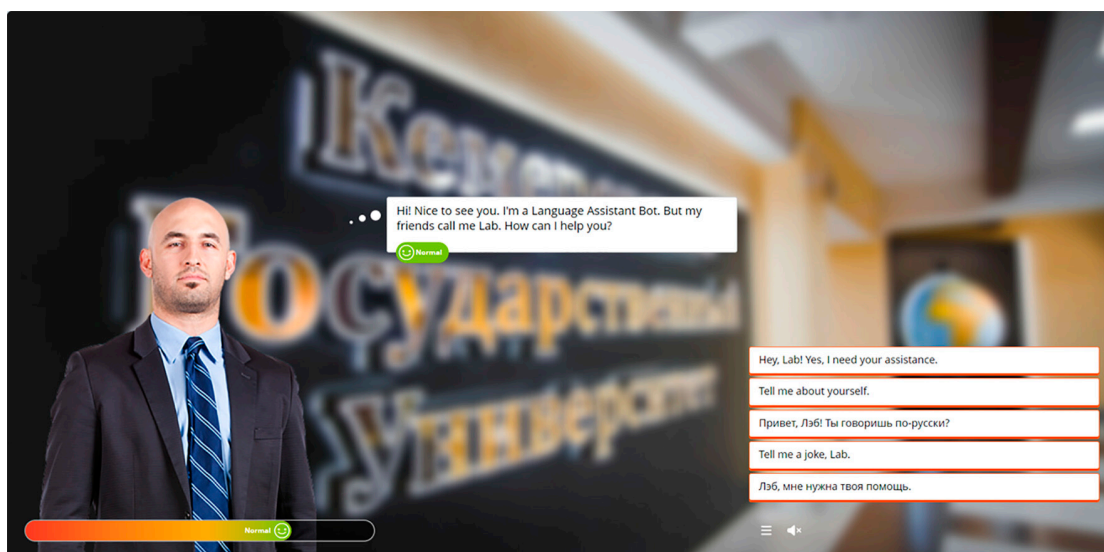 Кемеровский
Государственный
Университет
Hi! Nice to see you. I'm a Language Assistant Bot. But my
friends call me Lab. How can I help you?
Normal
Hey, Lab! Yes, I need your assistance.
Tell me about yourself.
Привет, Лэб! Ты говоришь по-русски?
Tell me a joke, Lab.
Лэб, мне нужна твоя помощь.
Normal